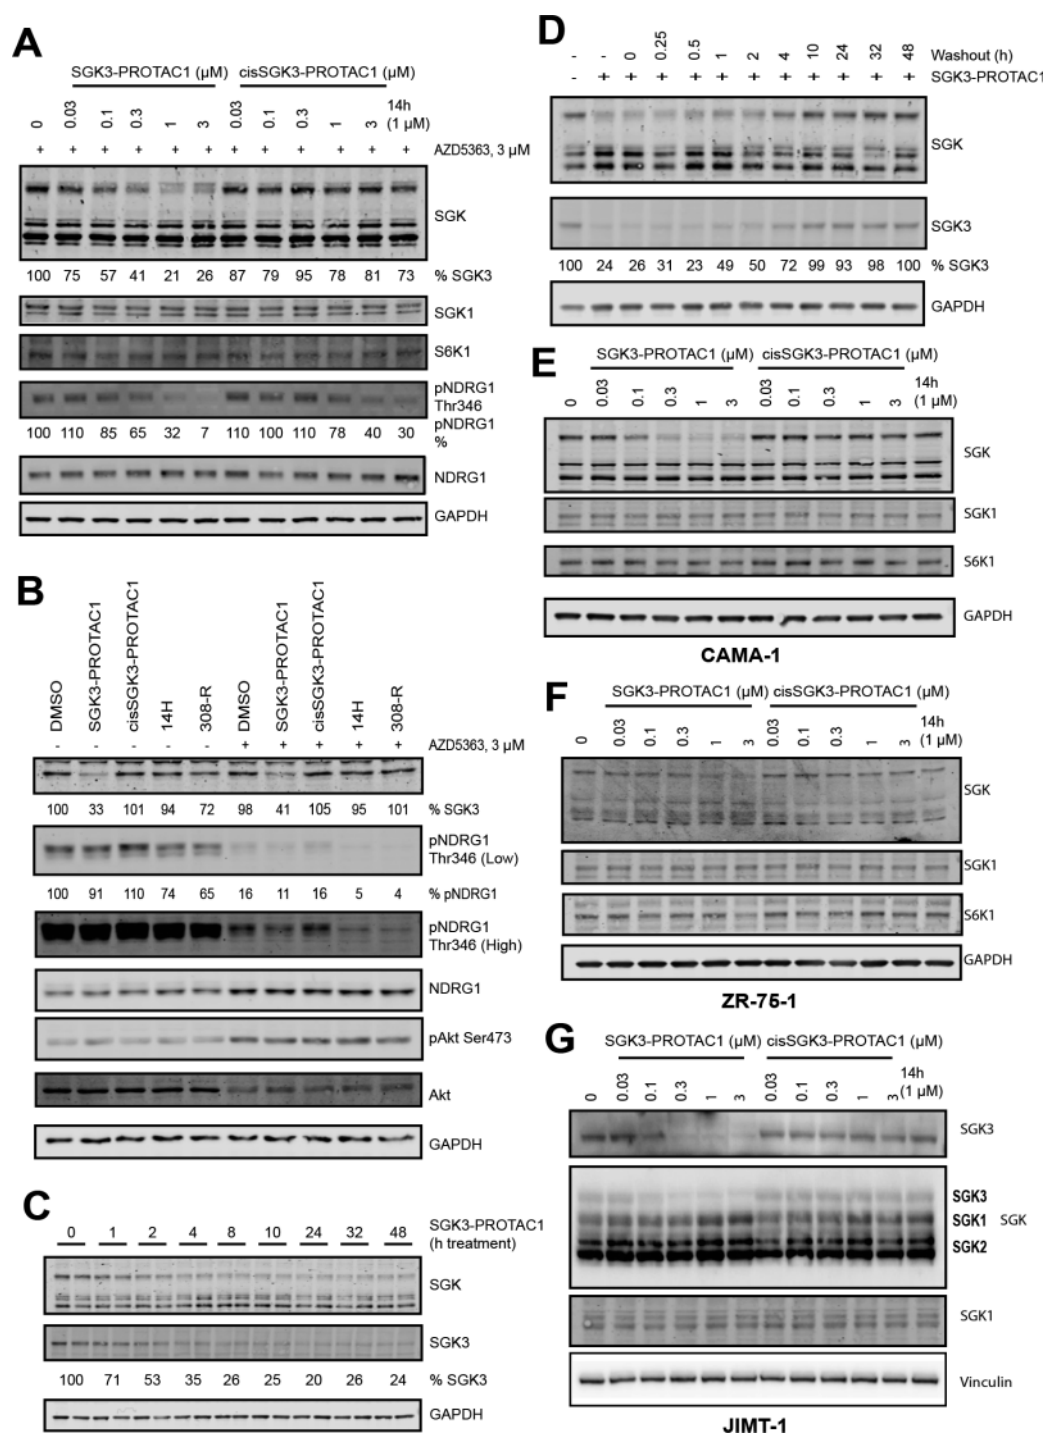 A
SGK3-PROTAC1 (μM) cisSGK3-PROTAC1 (μM)
0 0.03 0.1 0.3 1 3 0.03 0.1 0.3 1 3 14h (1 μM)
+ + + + + + + + + + + + AZD5363, 3 μM
SGK
100 75 57 41 21 26 87 79 95 78 81 73 % SGK3
SGK1
S6K1
pNDRG1
Thr346
100 110 85 65 32 7 110 100 110 78 40 30 pNDRG1
%
NDRG1
GAPDH
B
DMSO SGK3-PROTAC1 cisSGK3-PROTAC1 14H 308-R DMSO SGK3-PROTAC1 cisSGK3-PROTAC1 14H 308-R
- - - - - + + + + + AZD5363, 3 μM
100 33 101 94 72 98 41 105 95 101 % SGK3
pNDRG1
Thr346 (Low)
100 91 110 74 65 16 11 16 5 4 % pNDRG1
pNDRG1
Thr346 (High)
NDRG1
pAkt Ser473
Akt
GAPDH
C
0 1 2 4 8 10 24 32 48 SGK3-PROTAC1
(h treatment)
SGK
SGK3
100 71 53 35 26 25 20 26 24 % SGK3
GAPDH
D
- - 0 0.25 0.5 1 2 4 10 24 32 48 Washout (h)
- + + + + + + + + + + + SGK3-PROTAC1
SGK
SGK3
100 24 26 31 23 49 50 72 99 93 98 100 % SGK3
GAPDH
E
SGK3-PROTAC1 (μM) cisSGK3-PROTAC1 (μM)
0 0.03 0.1 0.3 1 3 0.03 0.1 0.3 1 3 14h
(1 μM)
SGK
SGK1
S6K1
GAPDH
CAMA-1
F
SGK3-PROTAC1 (μM) cisSGK3-PROTAC1 (μM)
0 0.03 0.1 0.3 1 3 0.03 0.1 0.3 1 3 14h
(1 μM)
SGK
SGK1
S6K1
GAPDH
ZR-75-1
G
SGK3-PROTAC1 (μM) cisSGK3-PROTAC1 (μM)
0 0.03 0.1 0.3 1 3 0.03 0.1 0.3 1 3 14h
(1 μM)
SGK3
SGK3
SGK1 SGK
SGK2
SGK1
Vinculin
JIMT-1